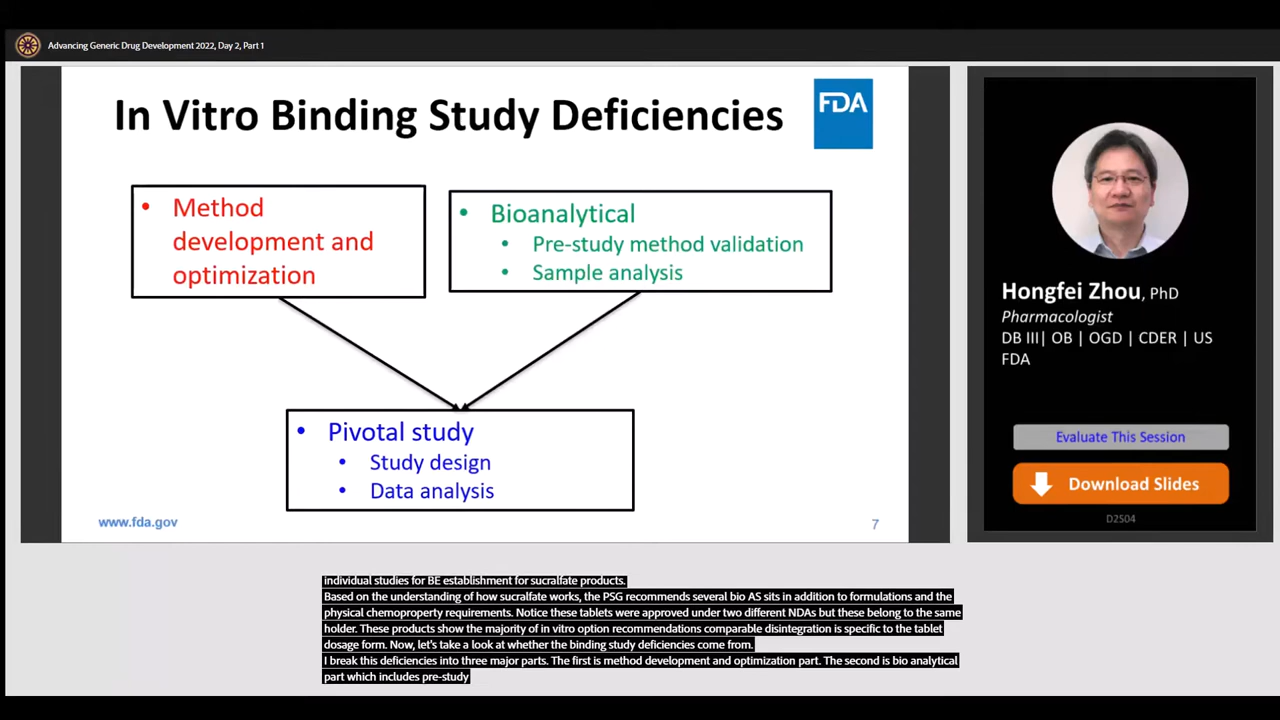 Advancing Generic Drug Development 2022, Day 2, Part 1
In Vitro Binding Study Deficiencies
FDA
• Method
development and
optimization
• Bioanalytical
• Pre-study method validation
• Sample analysis
• Pivotal study
• Study design
• Data analysis
www.fda.gov
7
Hongfei Zhou, PhD
Pharmacologist
DB III| OB | OGD | CDER | US
FDA
Evaluate This Session
Download Slides
D2S04
individual studies for BE establishment for sucralfate products.
Based on the understanding of how sucralfate works, the PSG recommends several bio AS sits in addition to formulations and the
physical chemoproperty requirements. Notice these tablets were approved under two different NDAs but these belong to the same
holder. These products show the majority of in vitro option recommendations comparable disintegration is specific to the tablet
dosage form. Now, let's take a look at whether the binding study deficiencies come from.
I break this deficiencies into three major parts. The first is method development and optimization part. The second is bio analytical
part which includes pre-study